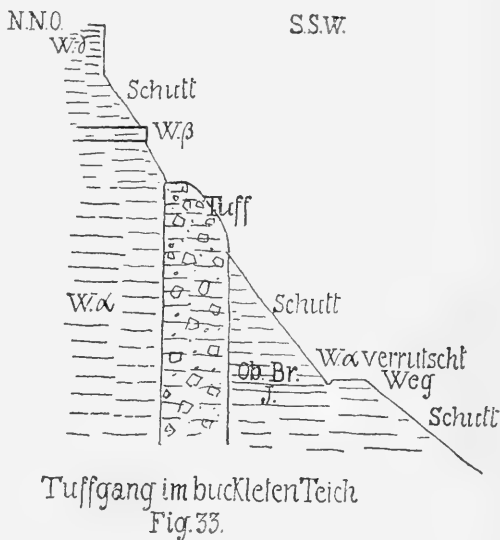 N.N.O.
S.S.W.
W.-δ
Schutt
W.β
Tuff
W.α
Schutt
W.α verrutscht
Weg
Ob. Br.
J.
Schutt
Tuffgang im buckleten Teich
Fig. 33.